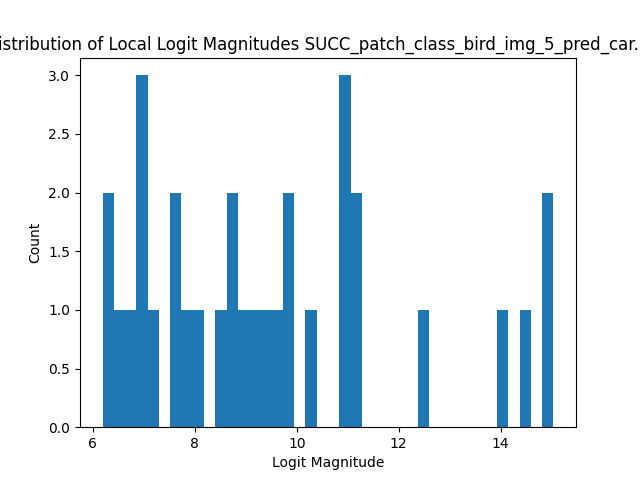 istribution of Local Logit Magnitudes SUCC_patch_class_bird_img_5_pred_car.
3.0
2.5
2.0
1.5
1.0
0.5
0.0
Count
6 8 10 12 14
Logit Magnitude